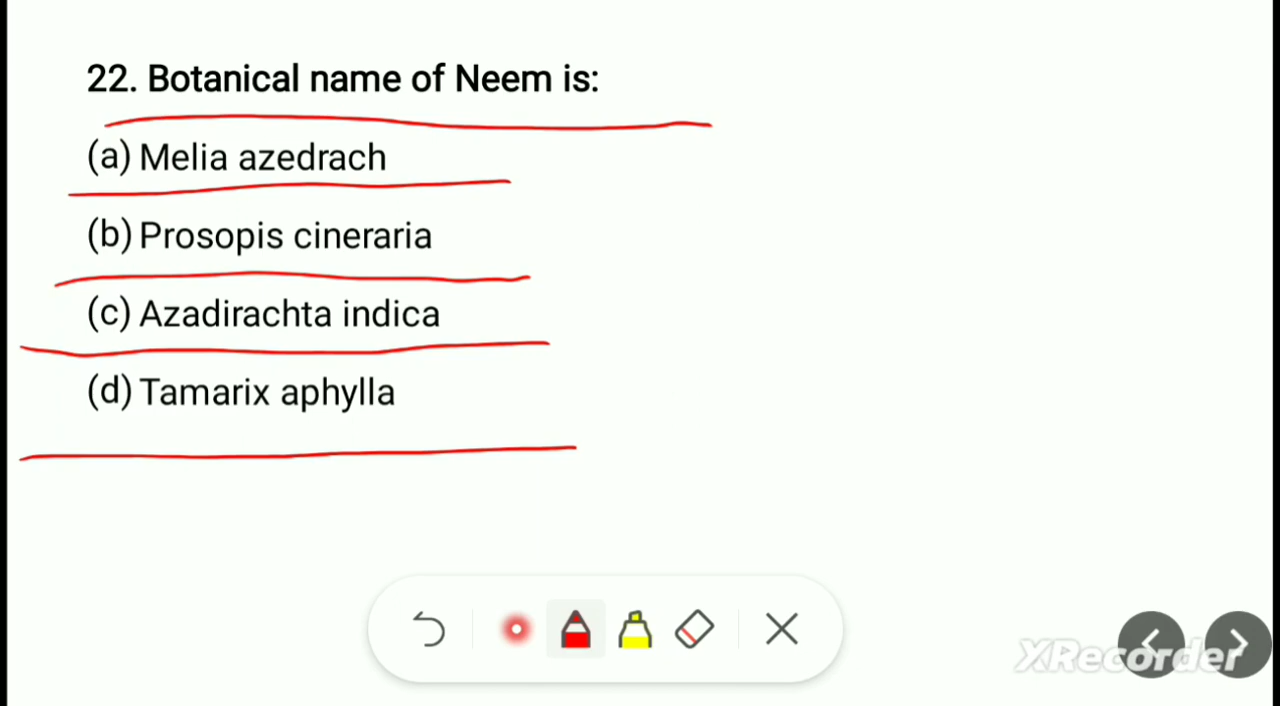 22. Botanical name of Neem is:
(a) Melia azedrach
(b) Prosopis cineraria
(c) Azadirachta indica
(d) Tamarix aphylla
XRecorder